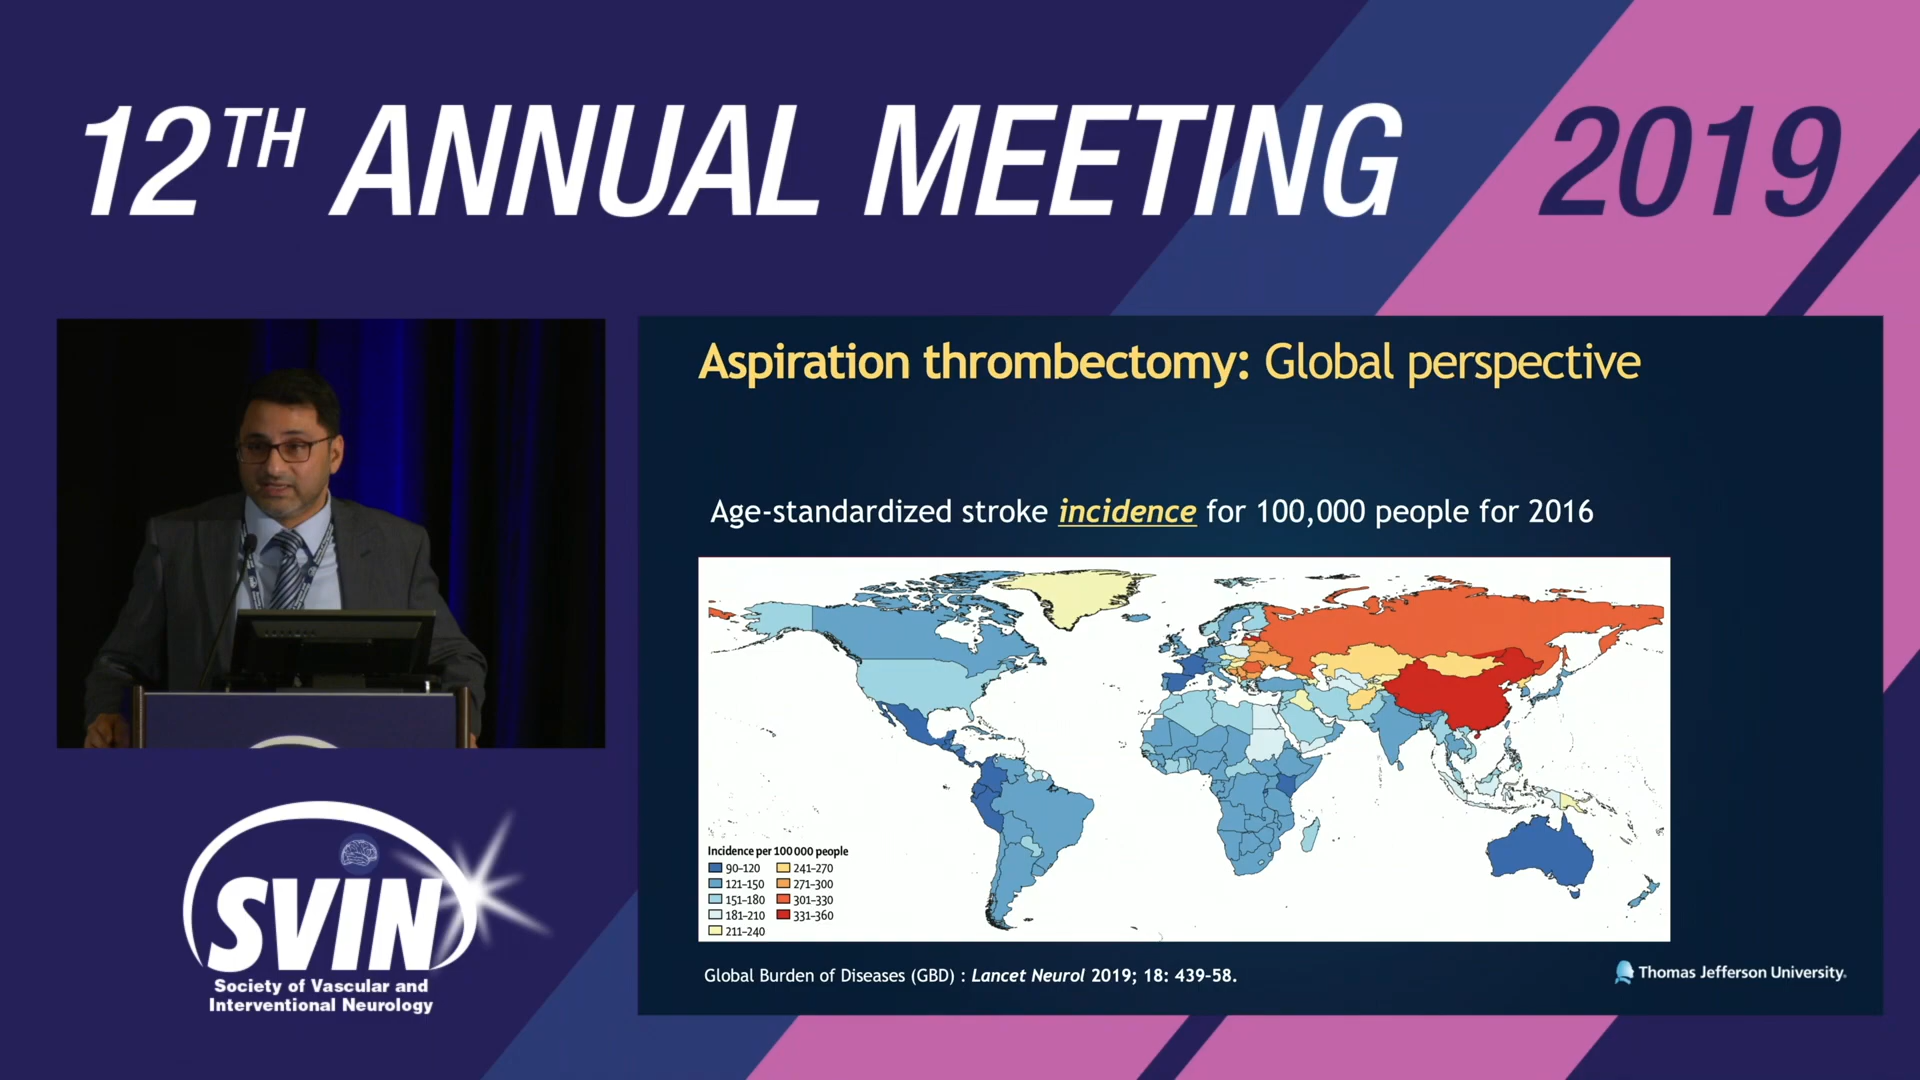 12TH ANNUAL MEETING 2019
Aspiration thrombectomy: Global perspective
Age-standardized stroke incidence for 100,000 people for 2016
Incidence per 100 000 people
90–120
121–150
151–180
181–210
211–240
241–270
271–300
301–330
331–360
Global Burden of Diseases (GBD) : Lancet Neurol 2019; 18: 439–58.
Thomas Jefferson University.
SVIN
Society of Vascular and
Interventional Neurology